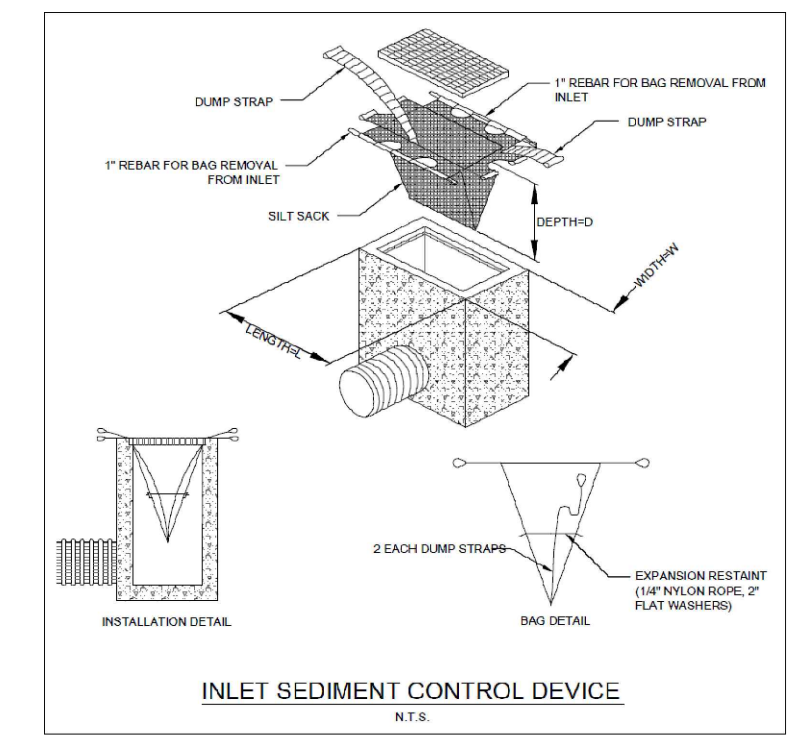 DUMP STRAP
1" REBAR FOR BAG REMOVAL FROM
INLET
DUMP STRAP
1" REBAR FOR BAG REMOVAL
FROM INLET
SILT SACK
DEPTH=D
WIDTH=W
LENGTH=L
2 EACH DUMP STRAPS
EXPANSION RESTAINT
(1/4" NYLON ROPE, 2"
FLAT WASHERS)
INSTALLATION DETAIL
BAG DETAIL
INLET SEDIMENT CONTROL DEVICE
N.T.S.